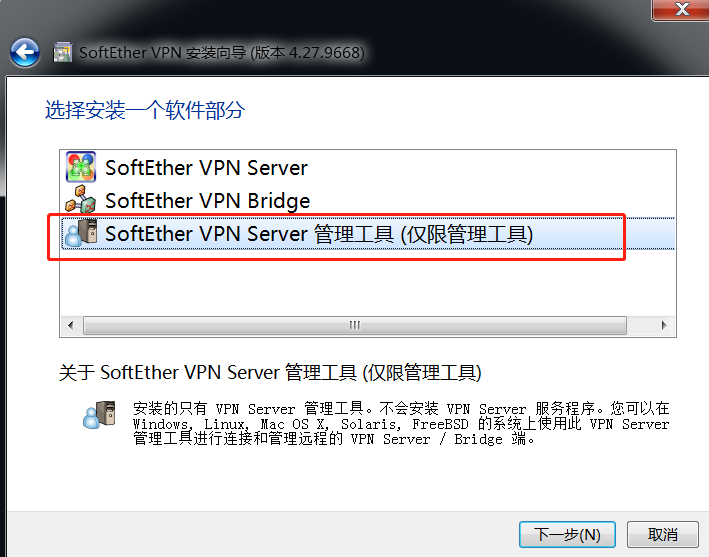 SoftEther VPN 安装向导 (版本 4.27.9668)
选择安装一个软件部分
SoftEther VPN Server
SoftEther VPN Bridge
SoftEther VPN Server 管理工具 (仅限管理工具)
关于 SoftEther VPN Server 管理工具 (仅限管理工具)
安装的只有 VPN Server 管理工具。不会安装 VPN Server 服务程序。您可以在
Windows, Linux, Mac OS X, Solaris, FreeBSD 的系统上使用此 VPN Server
管理工具进行连接和管理远程的 VPN Server / Bridge 端。
下一步(N)
取消